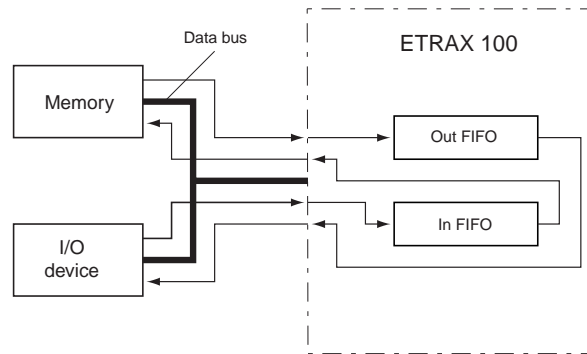 Data bus
ETRAX 100
Memory
Out FIFO
In FIFO
I/O
device